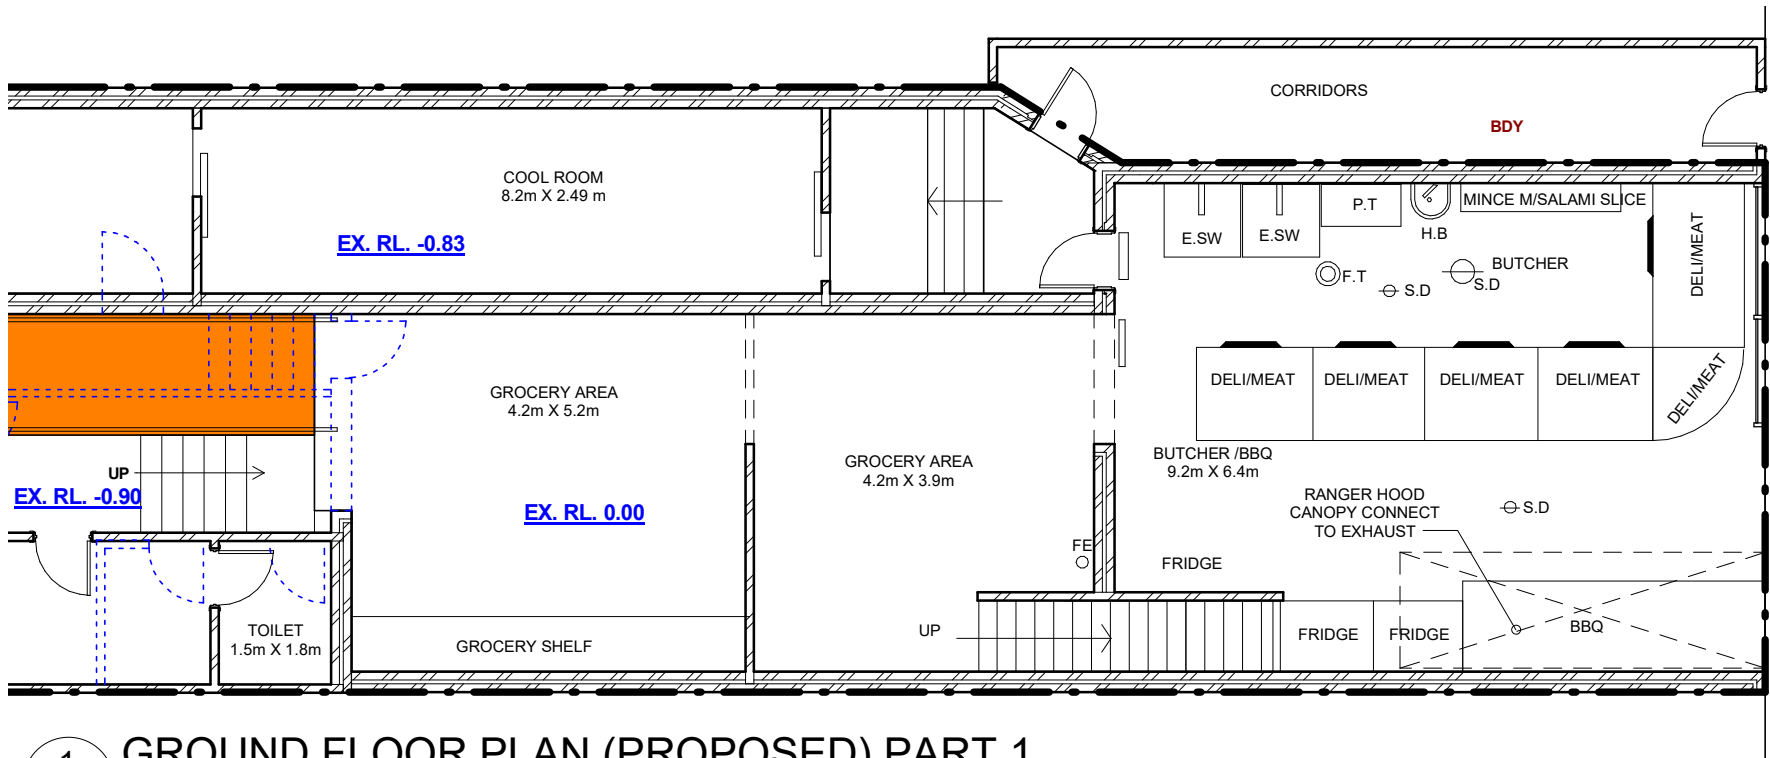 CORRIDORS
BDY
COOL ROOM
8.2m X 2.49 m
EX. RL. -0.83
E.SW
E.SW
P.T
H.B
MINCE M/SALAMI SLICE
DELI/MEAT
F.T
S.D
BUTCHER
S.D
DELI/MEAT
DELI/MEAT
DELI/MEAT
DELI/MEAT
DELI/MEAT
GROCERY AREA
4.2m X 5.2m
GROCERY AREA
4.2m X 3.9m
BUTCHER /BBQ
9.2m X 6.4m
UP
EX. RL. -0.90
EX. RL. 0.00
RANGER HOOD
CANOPY CONNECT
TO EXHAUST
S.D
FE
FRIDGE
TOILET
1.5m X 1.8m
GROCERY SHELF
UP
FRIDGE
FRIDGE
BBQ
1
GROUND FLOOR PLAN (PROPOSED) PART 1